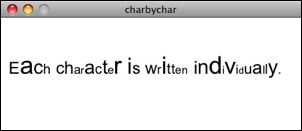 charbychar
Each character is written individually.